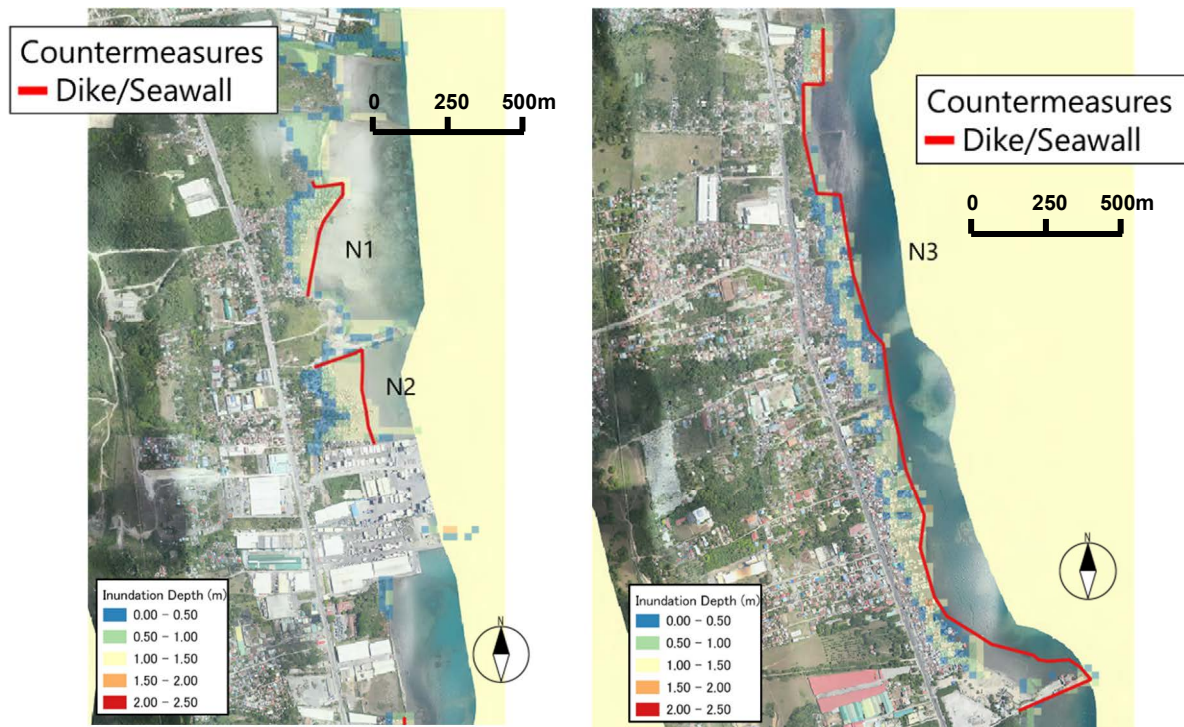 Countermeasures
Dike/Seawall
0 250 500m
N1
N2
Inundation Depth (m)
0.00 - 0.50
0.50 - 1.00
1.00 - 1.50
1.50 - 2.00
2.00 - 2.50
N
Countermeasures
Dike/Seawall
0 250 500m
N3
N
Inundation Depth (m)
0.00 - 0.50
0.50 - 1.00
1.00 - 1.50
1.50 - 2.00
2.00 - 2.50